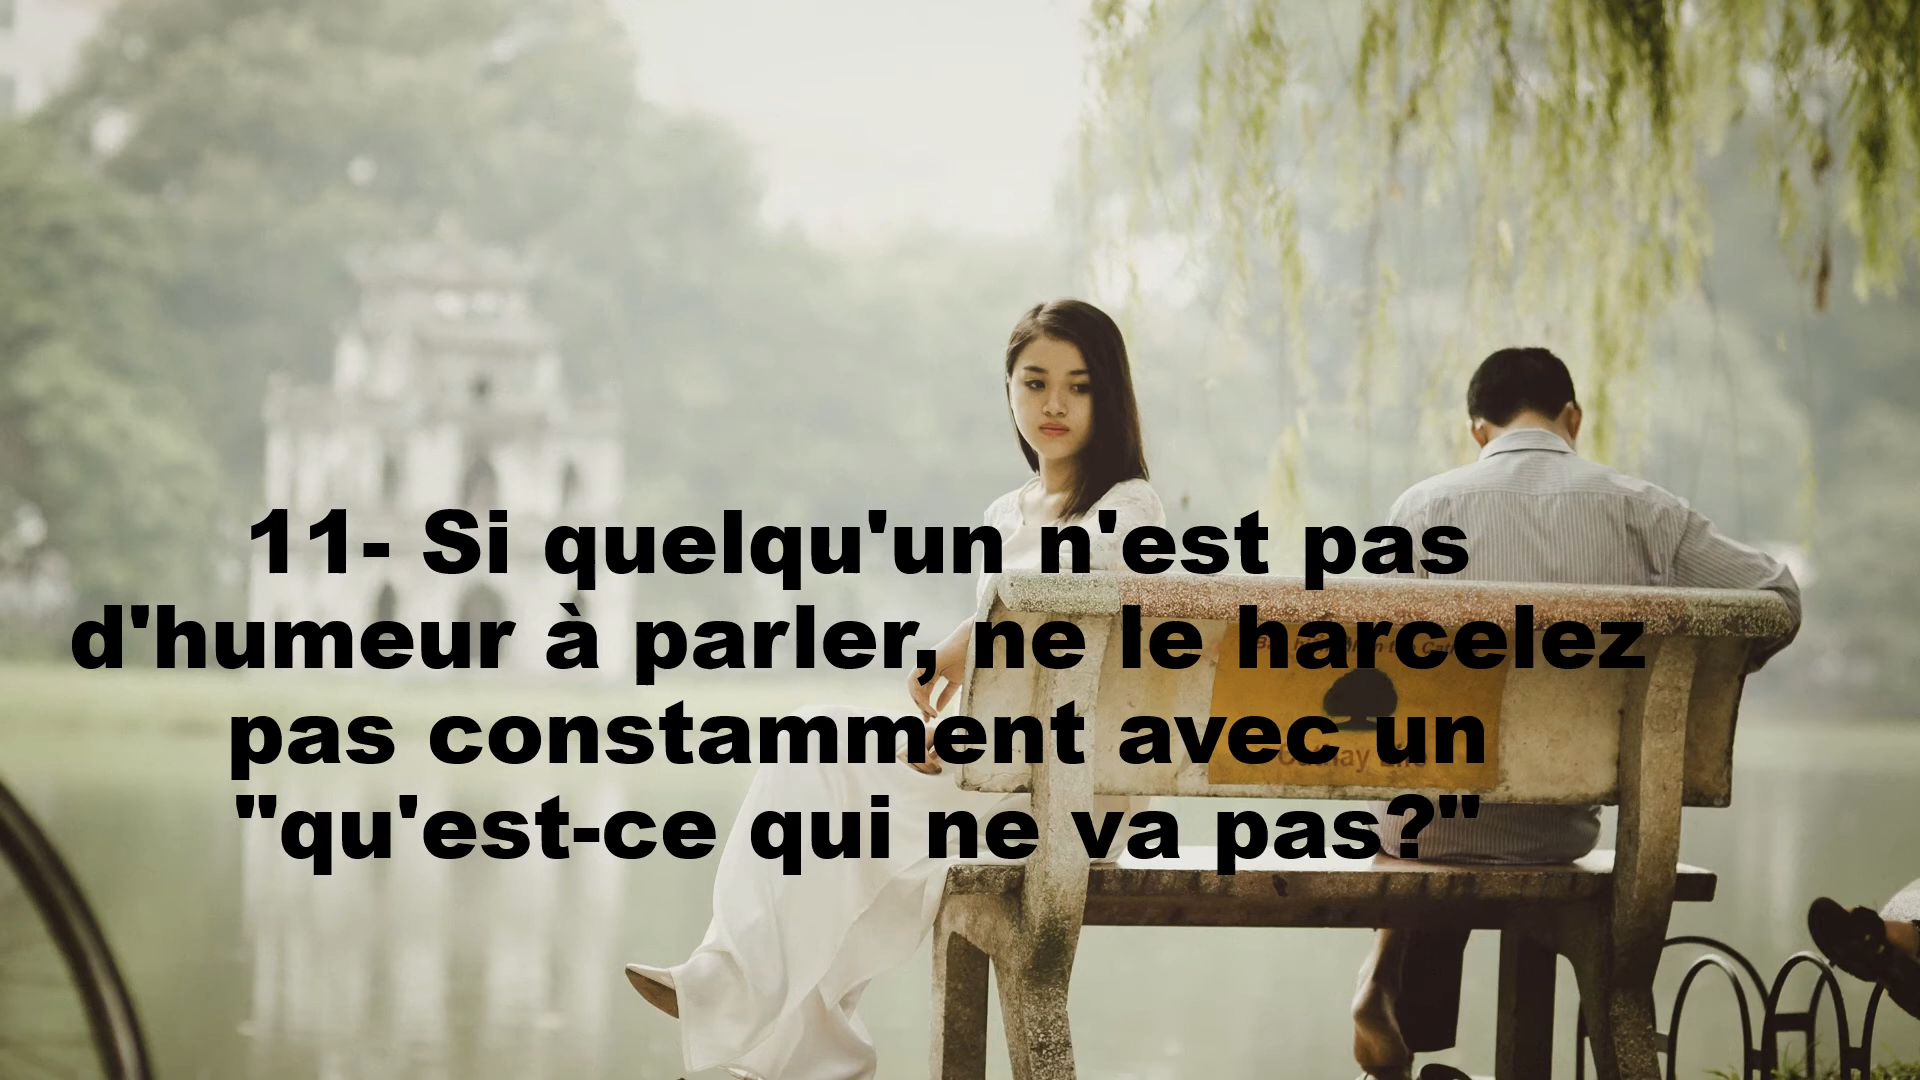 11- Si quelqu'un n'est pas
d'humeur à parler, ne le harcelez
pas constamment avec un
"qu'est-ce qui ne va pas?"